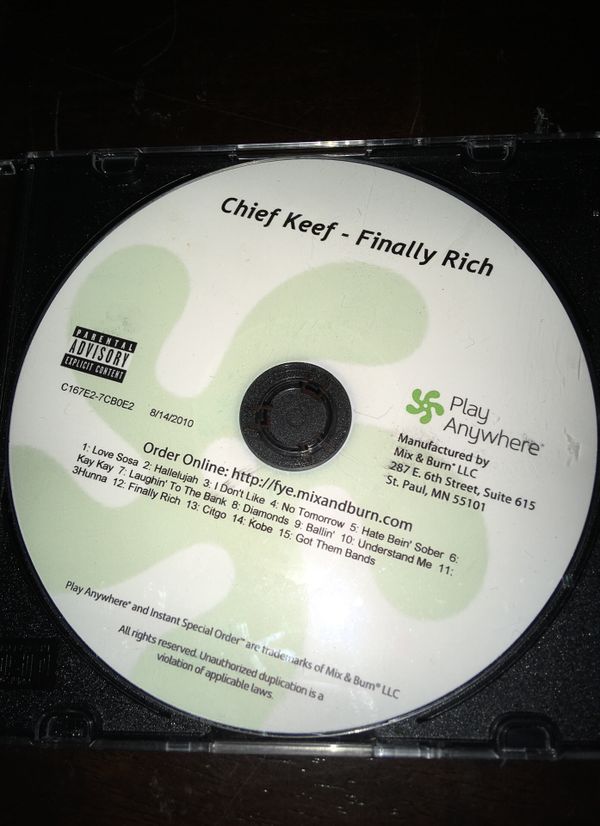 Chief Keef - Finally Rich
PARENTAL
ADVISORY
EXPLICIT CONTENT
C167E2-7CB0E2 8/14/2010
Play
Anywhere
Manufactured by
Mix & Burn LLC
287 E. 6th Street, Suite 615
St. Paul, MN 55101
Order Online: http://fye.mixandburn.com
1: Love Sosa 2: Hallelujah 3: I Don't Like 4: No Tomorrow 5: Hate Bein' Sober 6:
Kay Kay 7: Laughin' To The Bank 8: Diamonds 9: Ballin' 10: Understand Me 11:
3Hunna 12: Finally Rich 13: Citgo 14: Kobe 15: Got Them Bands
Play Anywhere® and Instant Special Order™ are trademarks of Mix & Burn® LLC
All rights reserved. Unauthorized duplication is a
violation of applicable laws.